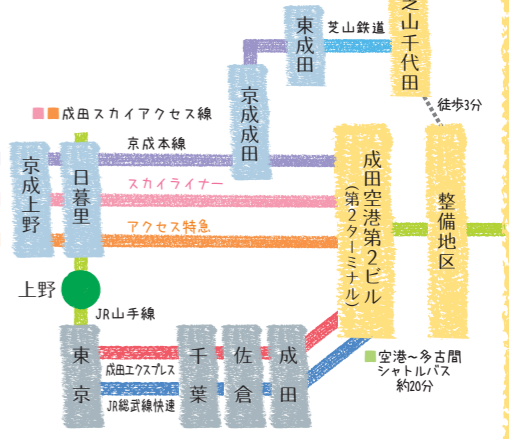 芝山鉄道
東成田
芝山千代田
京成成田
徒歩3分
成田スカイアクセス線
京成本線
京成上野
日暮里
スカイライナー
アクセス特急
成田空港第2ビル
(第2ターミナル)
整備地区
上野
JR山手線
東京
成田エクスプレス
JR総武線快速
千葉
佐倉
成田
空港～多古間
シャトルバス
約20分